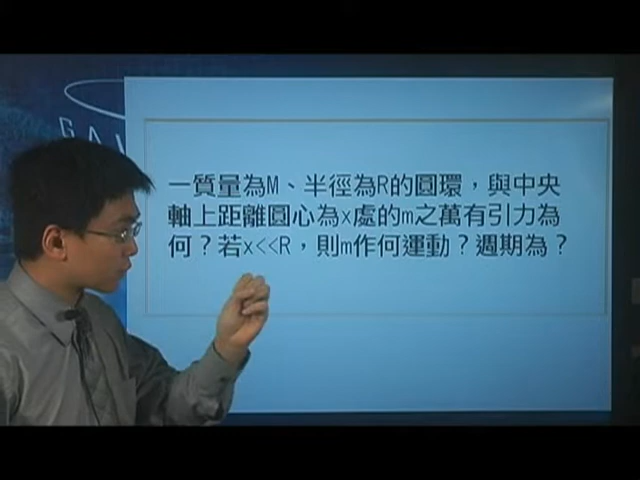 GAL
一質量為M、半徑為R的圓環，與中央
軸上距離圓心為x處的m之萬有引力為
何？若x<<R，則m作何運動？週期為？